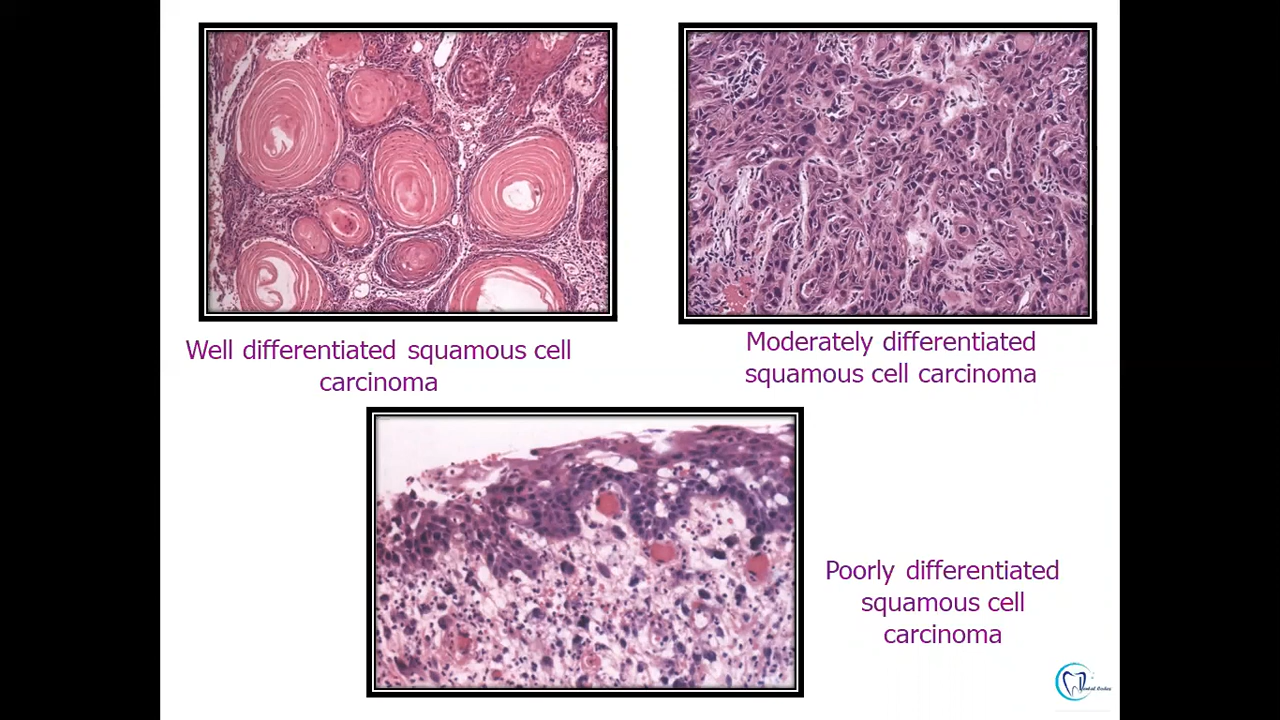 Well differentiated squamous cell
carcinoma
Moderately differentiated
squamous cell carcinoma
Poorly differentiated
squamous cell
carcinoma